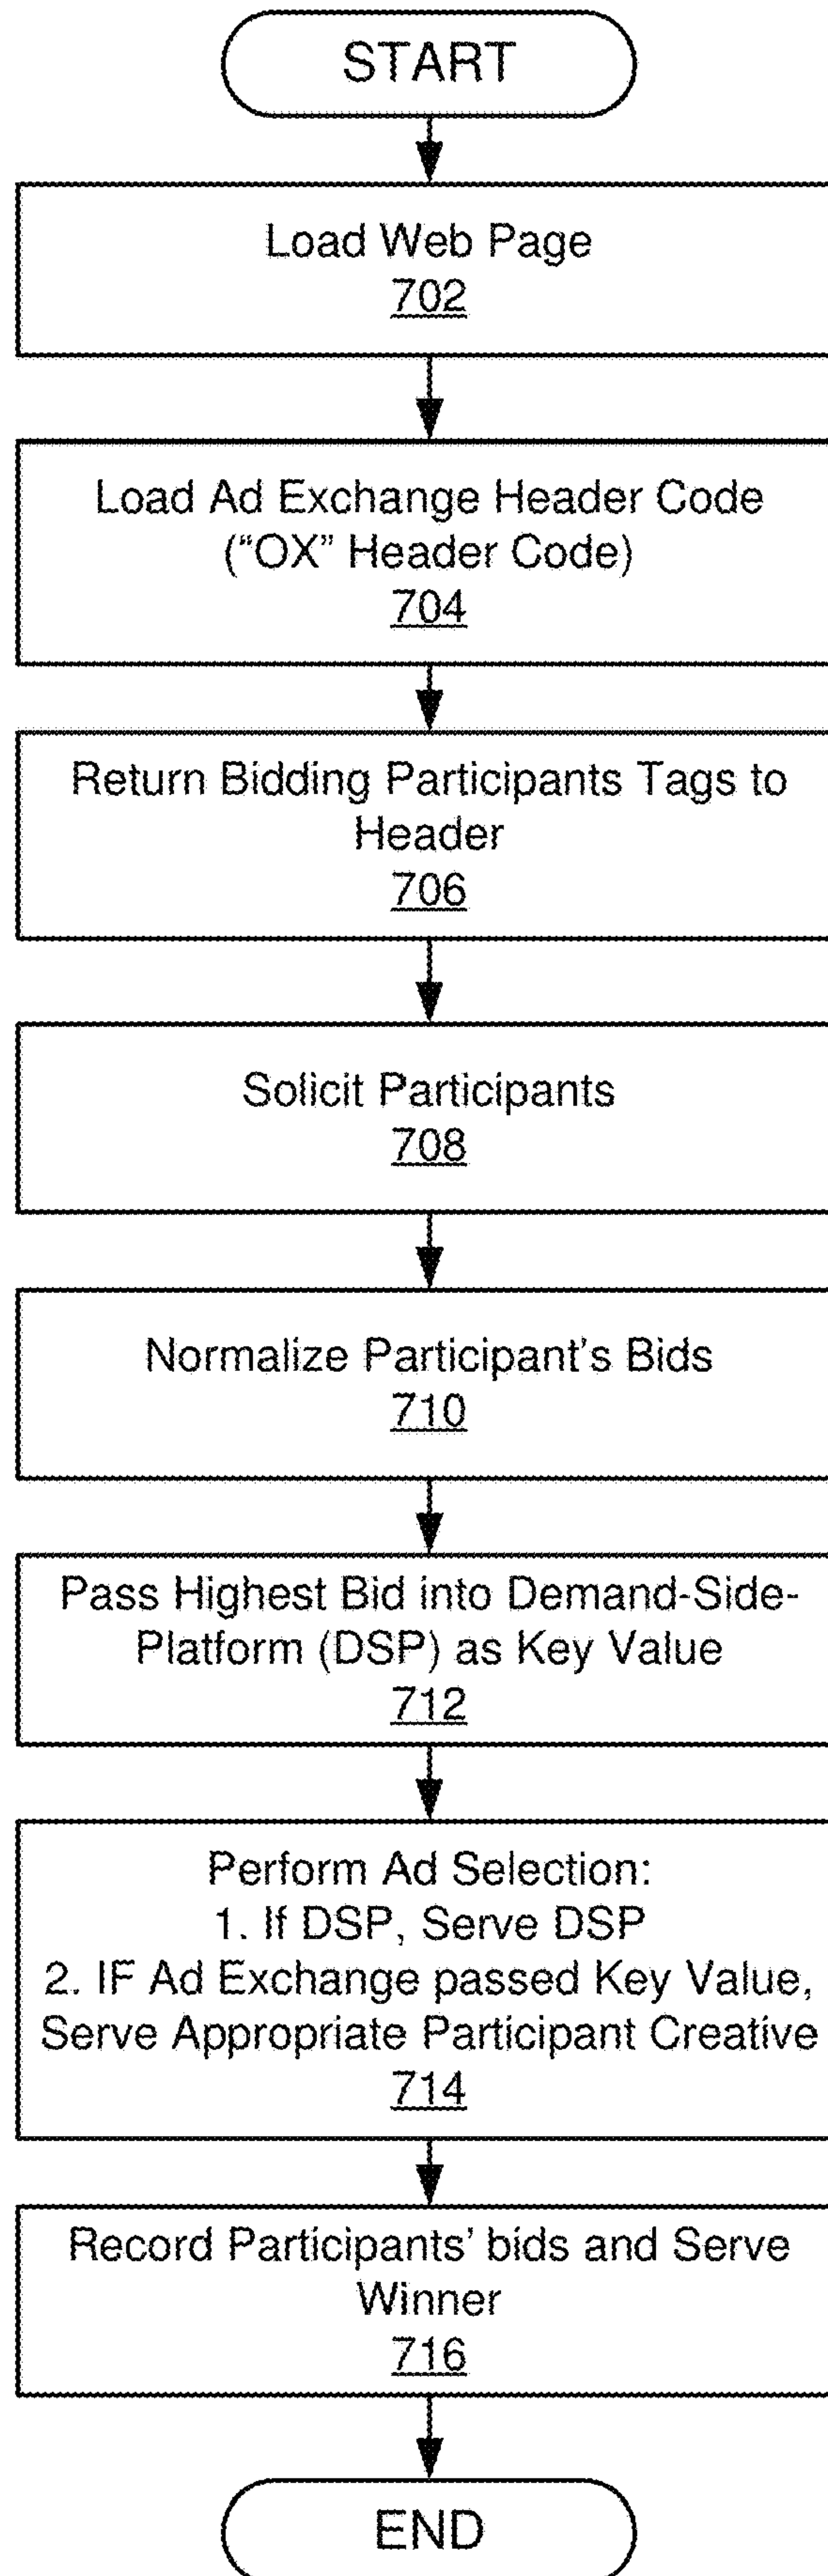 START
Load Web Page
702
Load Ad Exchange Header Code
(“OX” Header Code)
704
Return Bidding Participants Tags to
Header
706
Solicit Participants
708
Normalize Participant's Bids
710
Pass Highest Bid into Demand-Side-
Platform (DSP) as Key Value
712
Perform Ad Selection:
1. If DSP, Serve DSP
2. IF Ad Exchange passed Key Value,
Serve Appropriate Participant Creative
714
Record Participants' bids and Serve
Winner
716
END